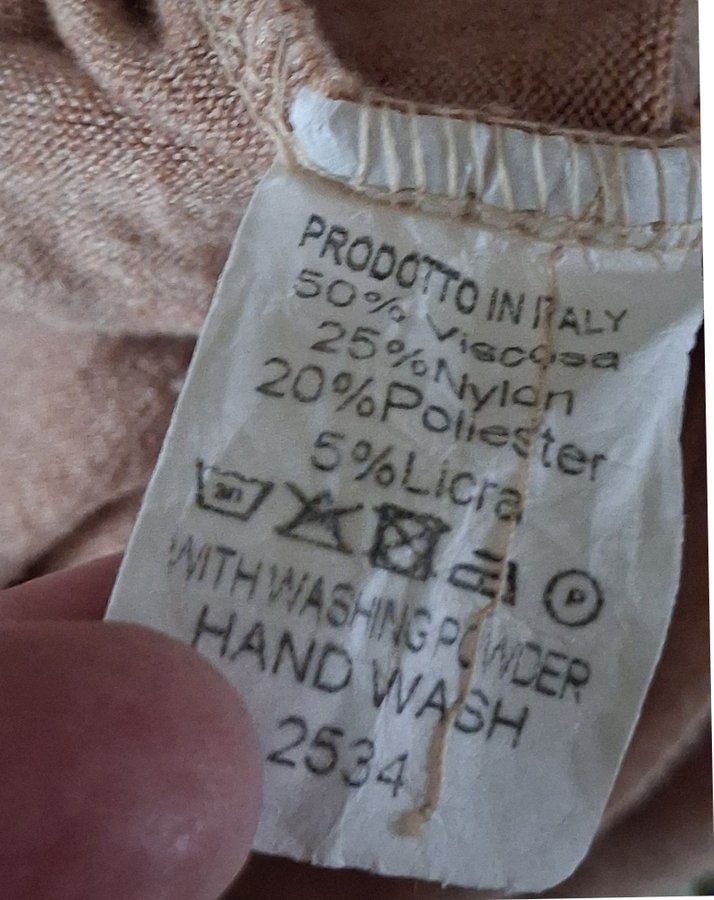 PRODOTTO IN ITALY
50% Viscosa
25%Nylon
20%Poliester
5%Licra
P
WITH WASHING POWDER
HAND WASH
2534